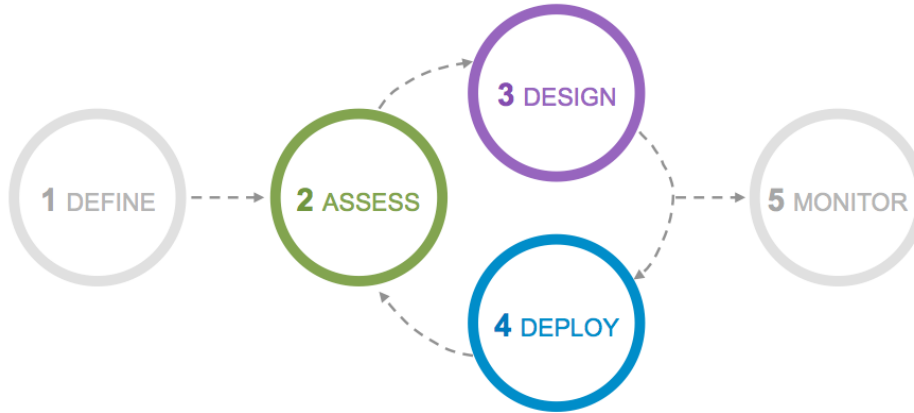 1 DEFINE
2 ASSESS
3 DESIGN
4 DEPLOY
5 MONITOR